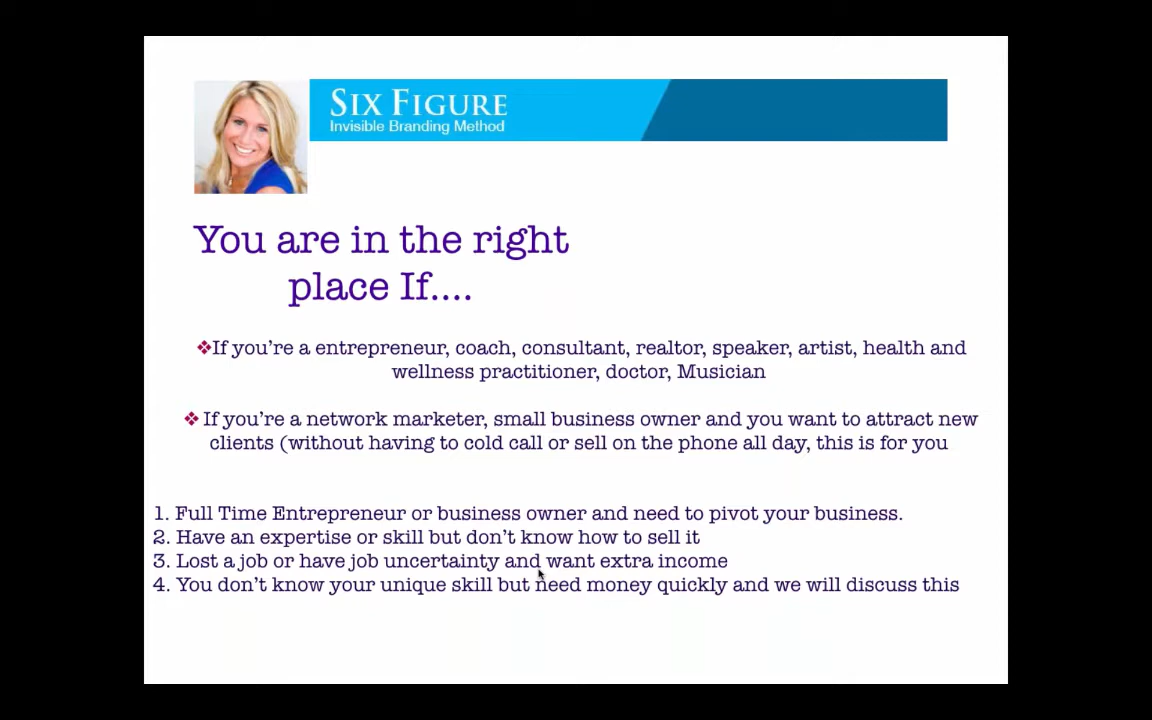 SIX FIGURE
Invisible Branding Method
You are in the right
place If....
❖If you're a entrepreneur, coach, consultant, realtor, speaker, artist, health and
wellness practitioner, doctor, Musician
❖ If you're a network marketer, small business owner and you want to attract new
clients (without having to cold call or sell on the phone all day, this is for you
1. Full Time Entrepreneur or business owner and need to pivot your business.
2. Have an expertise or skill but don't know how to sell it
3. Lost a job or have job uncertainty and want extra income
4. You don't know your unique skill but need money quickly and we will discuss this